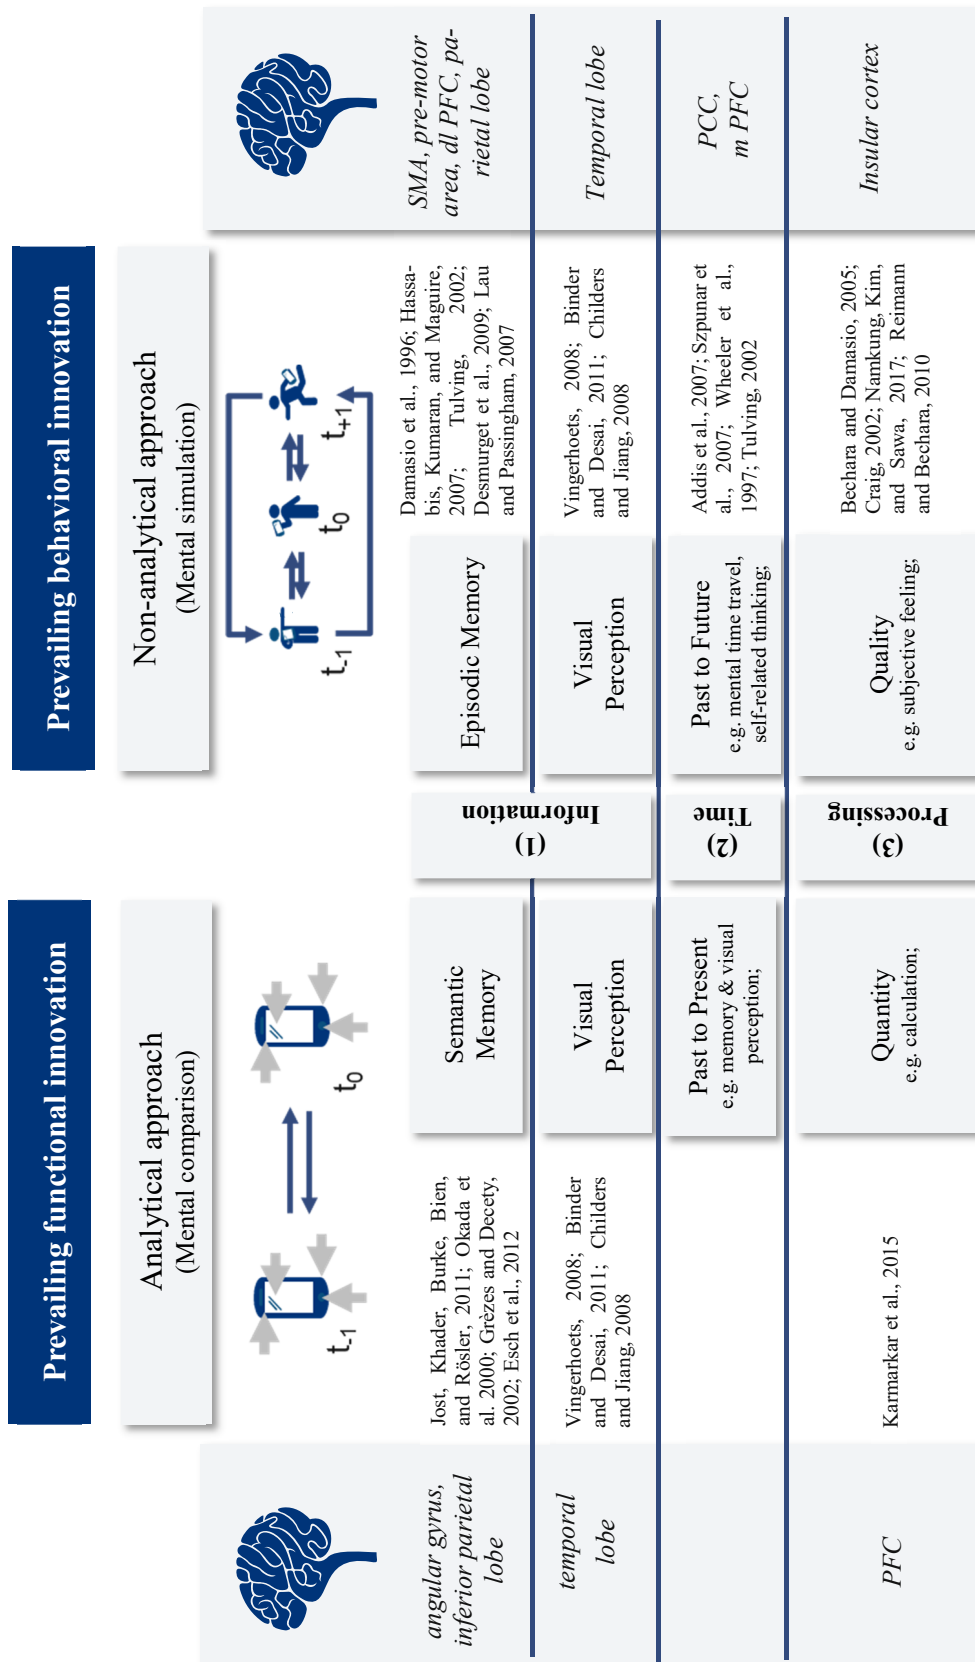 Prevailing functional innovation
Prevailing behavioral innovation
Analytical approach
(Mental comparison)
Non-analytical approach
(Mental simulation)
t-1
t0
t-1
t0
t+1
angular gyrus,
inferior parietal
lobe
Jost, Khader, Burke, Bien,
and Rösler, 2011; Okada et
al. 2000; Grèzes and Decety,
2002; Esch et al., 2012
Semantic
Memory
(1)
Information
Episodic Memory
Damasio et al., 1996; Hassa-
bis, Kumaran, and Maguire,
2007; Tulving, 2002;
Desmurget et al., 2009; Lau
and Passingham, 2007
SMA, pre-motor
area, dl PFC, pa-
rietal lobe
temporal
lobe
Vingerhoets, 2008; Binder
and Desai, 2011; Childers
and Jiang, 2008
Visual
Perception
Visual
Perception
Vingerhoets, 2008; Binder
and Desai, 2011; Childers
and Jiang, 2008
Temporal lobe
Past to Present
e.g. memory & visual
perception;
(2)
Time
Past to Future
e.g. mental time travel,
self-related thinking;
Addis et al., 2007; Szpunar et
al., 2007; Wheeler et al.,
1997; Tulving, 2002
PCC,
m PFC
PFC
Karmarkar et al., 2015
Quantity
e.g. calculation;
(3)
Processing
Quality
e.g. subjective feeling;
Bechara and Damasio, 2005;
Craig, 2002; Namkung, Kim,
and Sawa, 2017; Reimann
and Bechara, 2010
Insular cortex